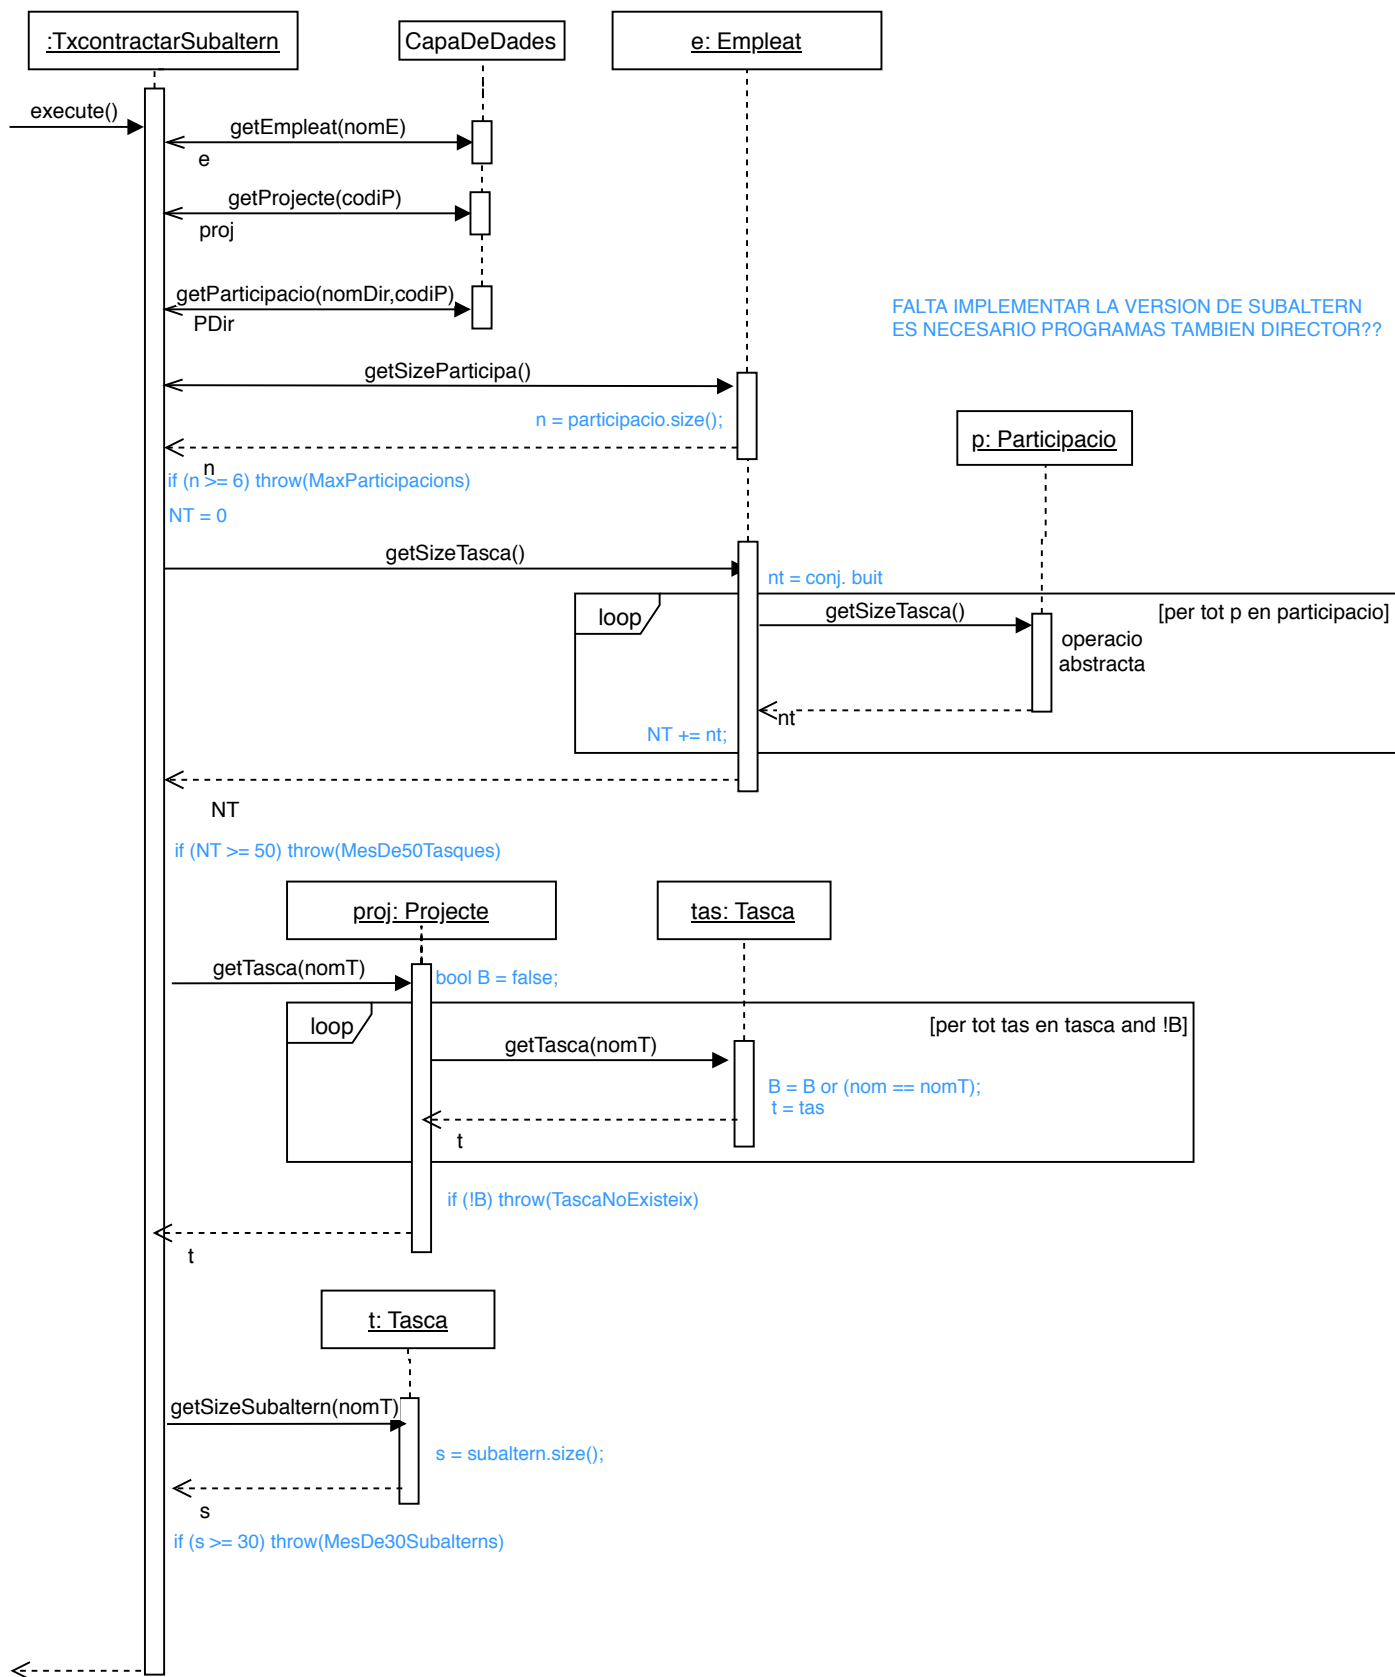 :TxcontractarSubaltern
CapaDeDades
e: Empleat
execute()
getEmpleat(nomE)
e
getProjecte(codiP)
proj
getParticipacio(nomDir,codiP)
PDir
FALTA IMPLEMENTAR LA VERSION DE SUBALTERN
ES NECESARIO PROGRAMAS TAMBIEN DIRECTOR??
getSizeParticipa()
n = participacio.size();
p: Participacio
n
if (n >= 6) throw(MaxParticipacions)
NT = 0
getSizeTasca()
nt = conj. buit
loop
getSizeTasca()
[per tot p en participacio]
operacio
abstracta
nt
NT += nt;
NT
if (NT >= 50) throw(MesDe50Tasques)
proj: Projecte
tas: Tasca
getTasca(nomT)
bool B = false;
loop
[per tot tas en tasca and !B]
getTasca(nomT)
B = B or (nom == nomT);
t = tas
t
if (!B) throw(TascaNoExisteix)
t
t: Tasca
getSizeSubaltern(nomT)
s = subaltern.size();
s
if (s >= 30) throw(MesDe30Subalterns)